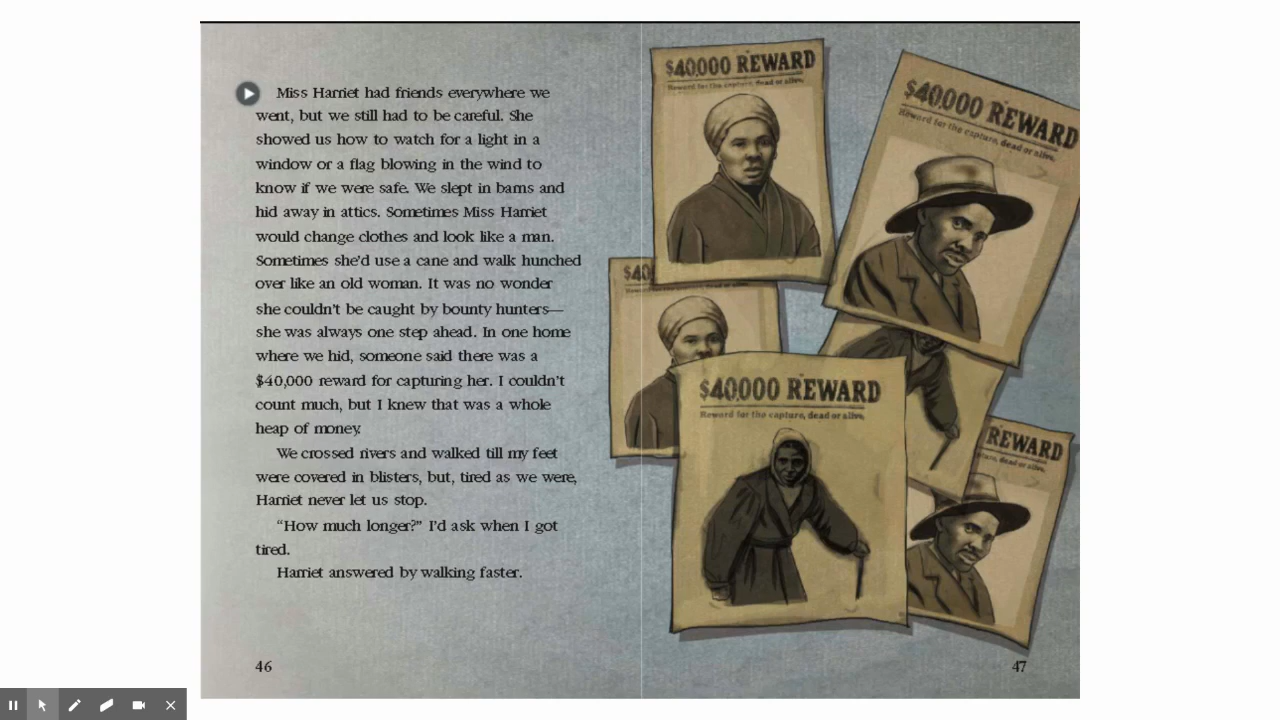 Miss Harriet had friends everywhere we
went, but we still had to be careful. She
showed us how to watch for a light in a
window or a flag blowing in the wind to
know if we were safe. We slept in barns and
hid away in attics. Sometimes Miss Harriet
would change clothes and look like a man.
Sometimes she'd use a cane and walk hunched
over like an old woman. It was no wonder
she couldn't be caught by bounty hunters—
she was always one step ahead. In one home
where we hid, someone said there was a
$40,000 reward for capturing her. I couldn't
count much, but I knew that was a whole
heap of money.
We crossed rivers and walked till my feet
were covered in blisters, but, tired as we were,
Harriet never let us stop.
“How much longer?” I'd ask when I got
tired.
Harriet answered by walking faster.
46
$40,000 REWARD
Reward for the capture, dead or alive.
$40,000 REWARD
Reward for the capture, dead or alive.
$40
$40,000 REWARD
Reward for the capture, dead or alive.
REWARD
dead or alive.
47